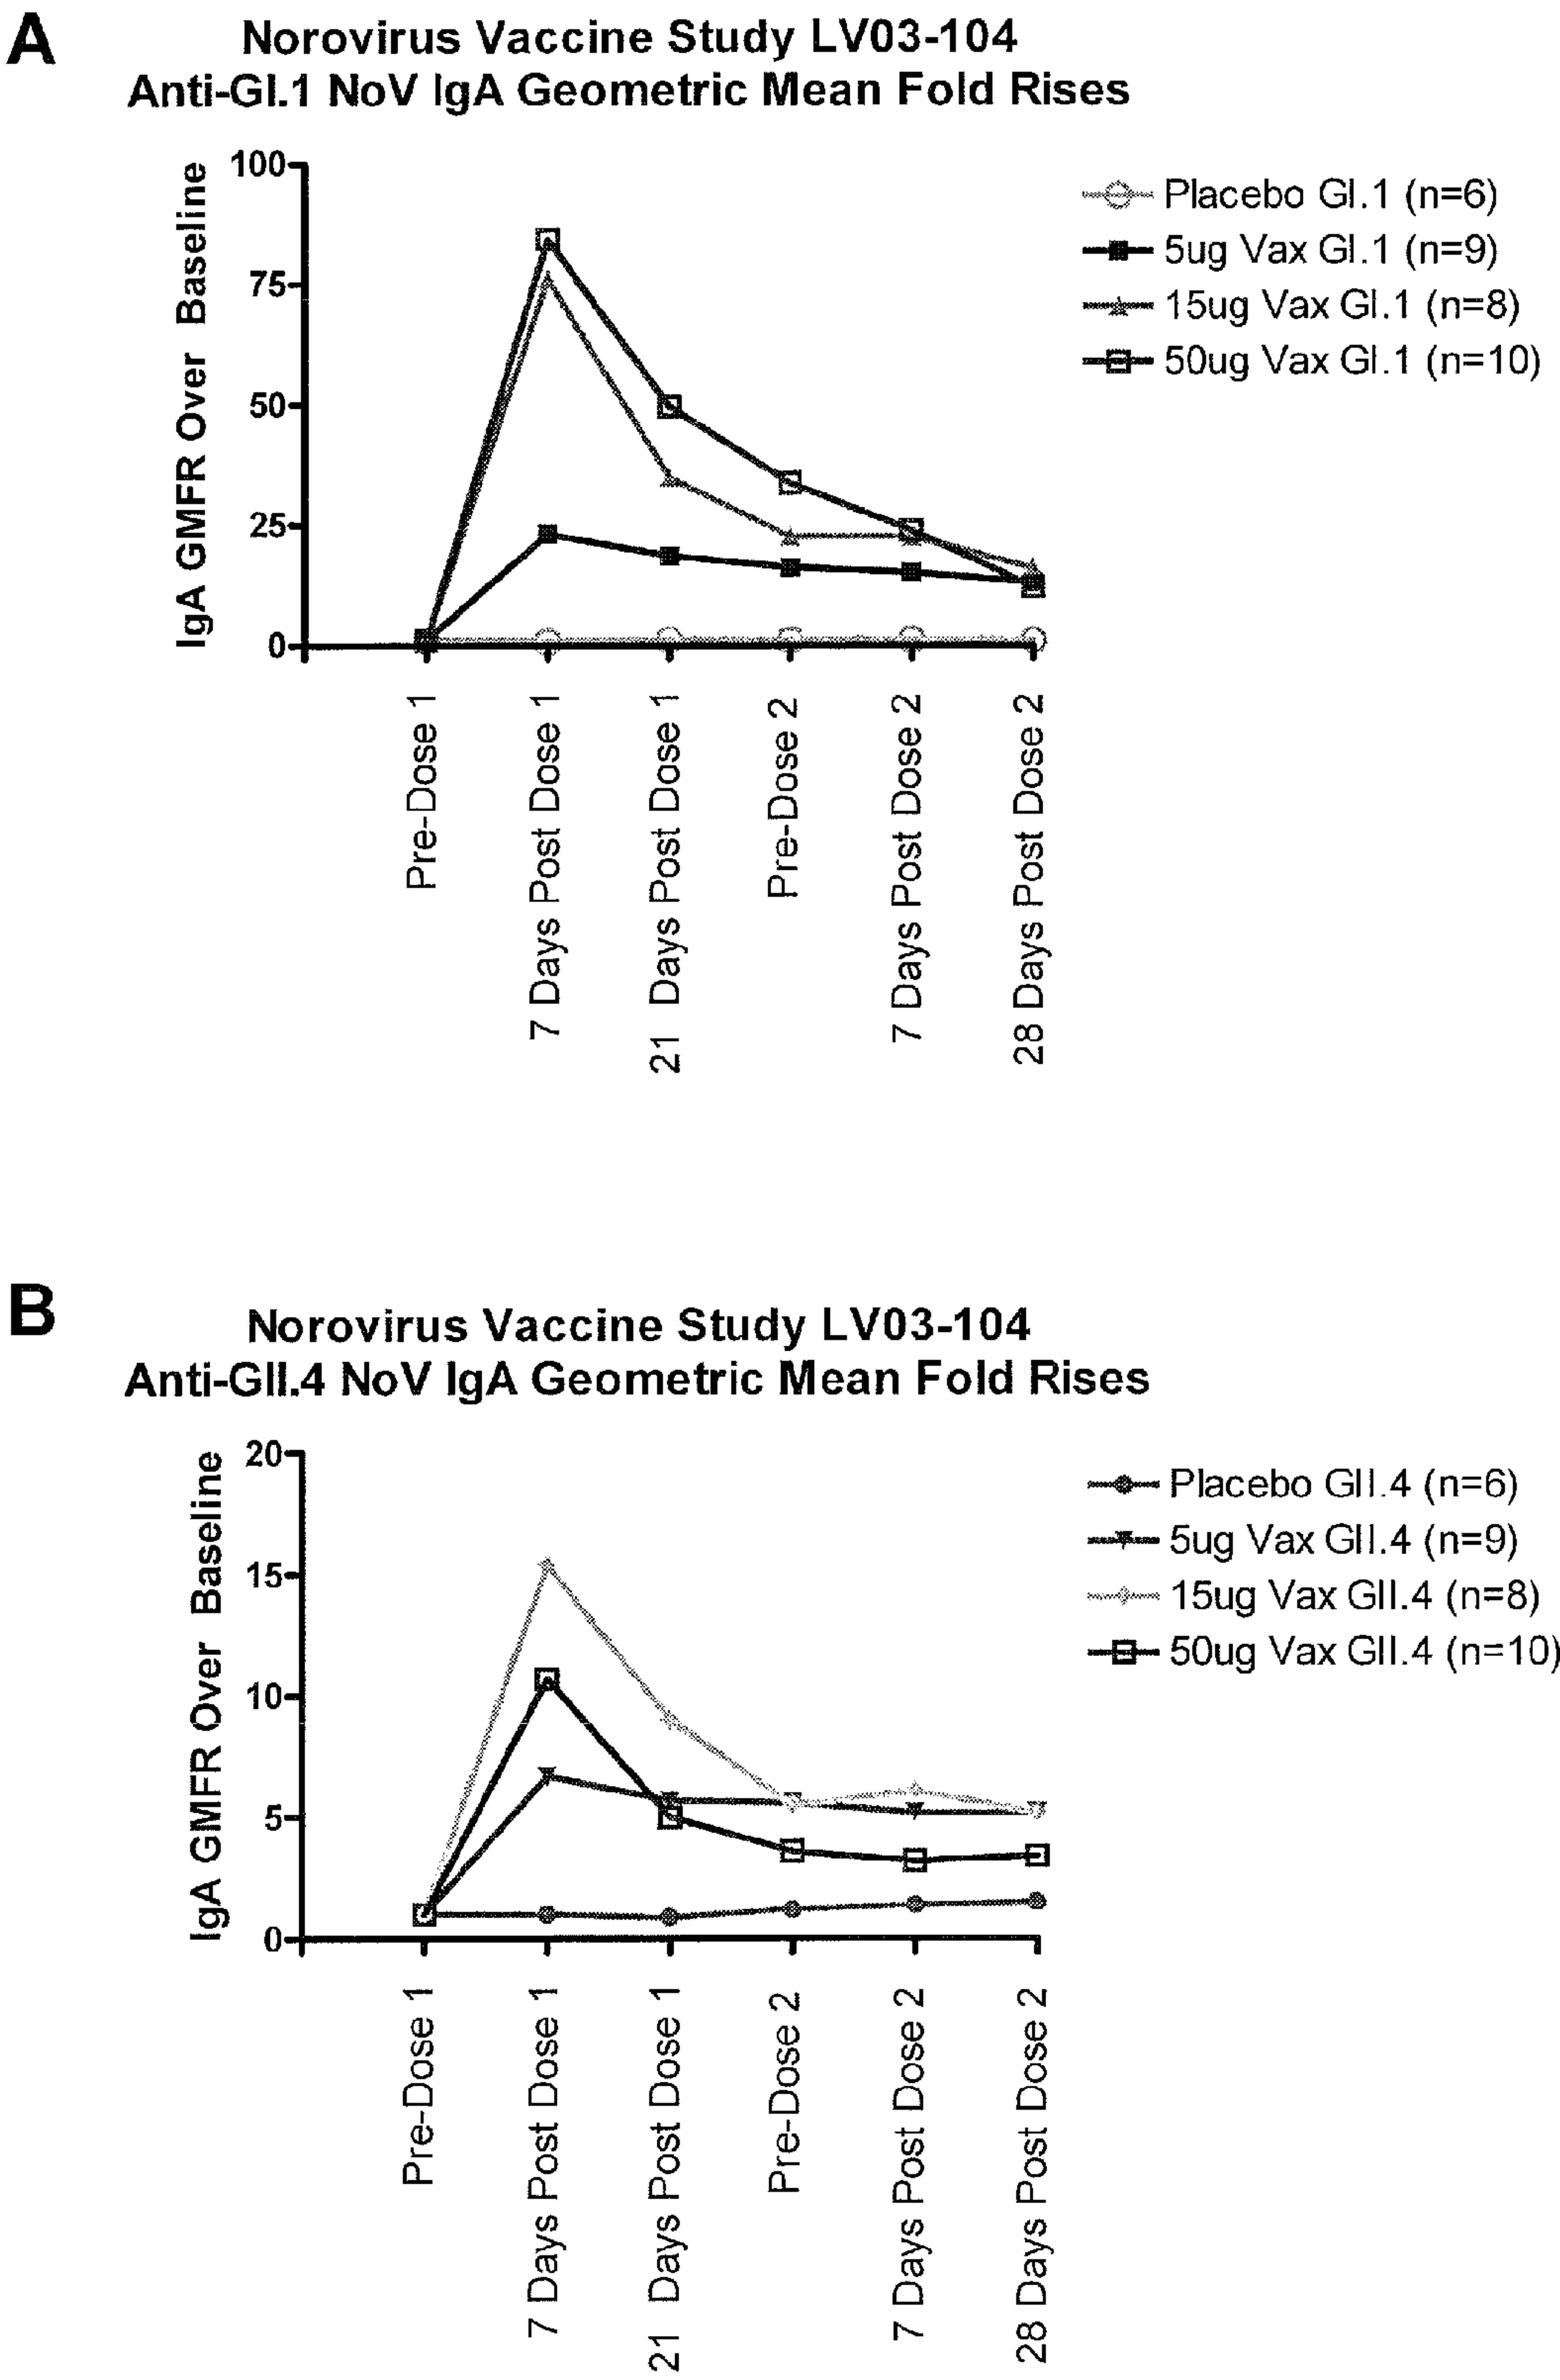 A
Norovirus Vaccine Study LV03-104
Anti-GI.1 NoV IgA Geometric Mean Fold Rises
IgA GMFR Over Baseline
100
75
50
25
0
Placebo GI.1 (n=6)
5ug Vax GI.1 (n=9)
15ug Vax GI.1 (n=8)
50ug Vax GI.1 (n=10)
Pre-Dose 1
7 Days Post Dose 1
21 Days Post Dose 1
Pre-Dose 2
7 Days Post Dose 2
28 Days Post Dose 2
B
Norovirus Vaccine Study LV03-104
Anti-GII.4 NoV IgA Geometric Mean Fold Rises
IgA GMFR Over Baseline
20
15
10
5
0
Placebo GII.4 (n=6)
5ug Vax GII.4 (n=9)
15ug Vax GII.4 (n=8)
50ug Vax GII.4 (n=10)
Pre-Dose 1
7 Days Post Dose 1
21 Days Post Dose 1
Pre-Dose 2
7 Days Post Dose 2
28 Days Post Dose 2